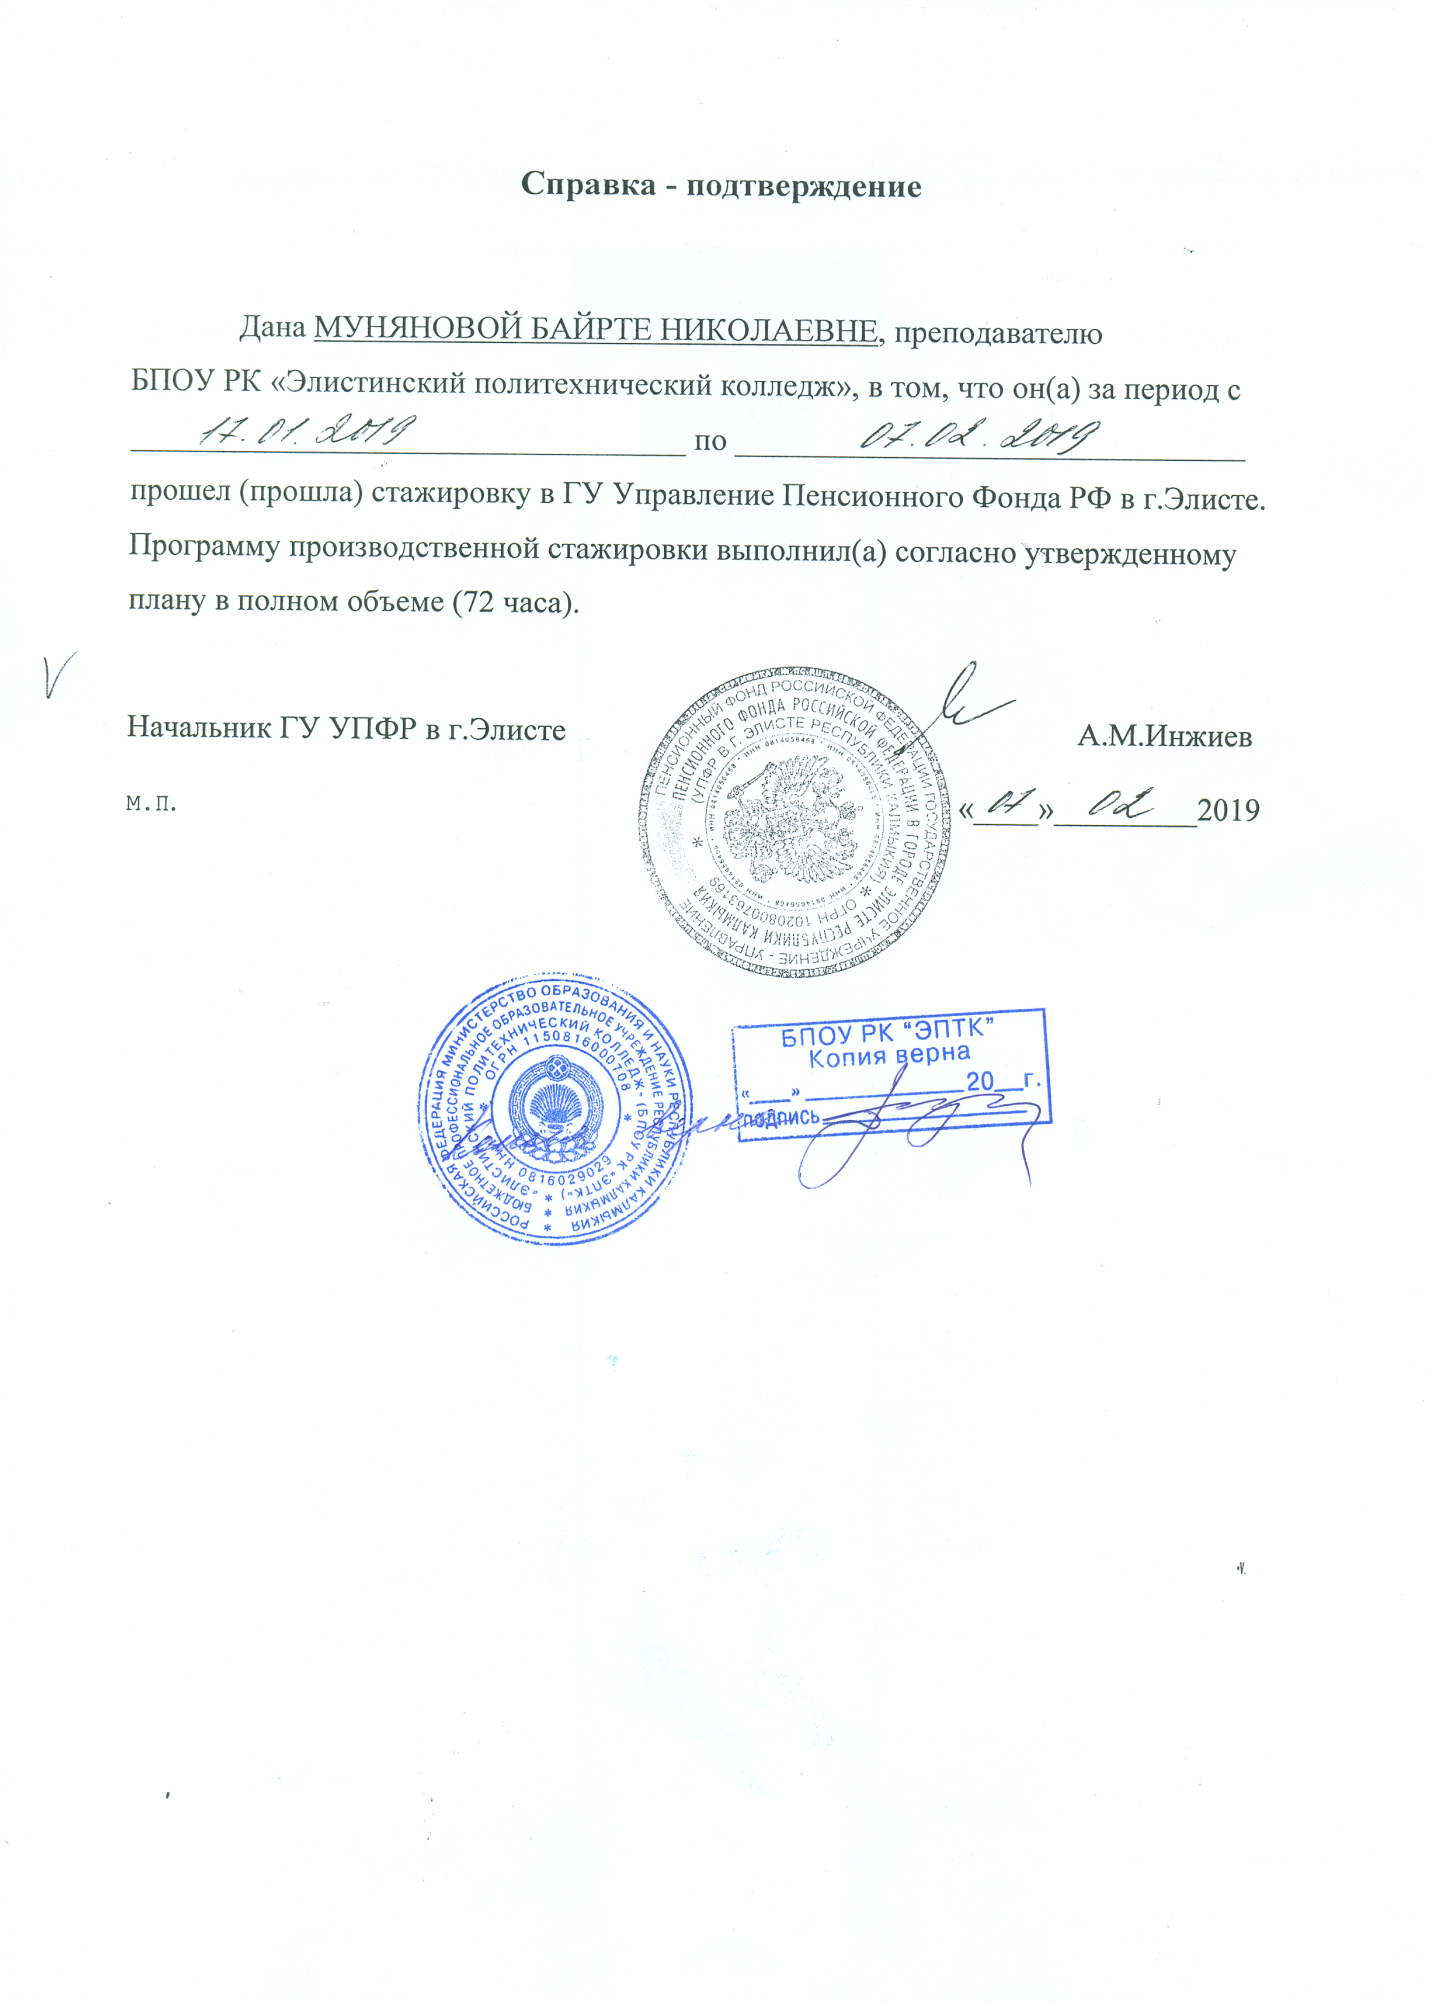 Справка - подтверждение
Дана МУНЯНОВОЙ БАЙРТЕ НИКОЛАЕВНЕ, преподавателю
БПОУ РК «Элистинский политехнический колледж», в том, что он(а) за период с
17.01.2019 по 07.02.2019
прошел (прошла) стажировку в ГУ Управление Пенсионного Фонда РФ в г.Элисте.
Программу производственной стажировки выполнил(а) согласно утвержденному
плану в полном объеме (72 часа).
V
Начальник ГУ УПФР в г.Элисте А.М.Инжиев
М.П. «07» 02 2019
ПЕНСИОННЫЙ ФОНД РОССИЙСКОЙ ФЕДЕРАЦИИ ГОСУДАРСТВЕННОЕ УЧРЕЖДЕНИЕ - УПРАВЛЕНИЕ
ПЕНСИОННОГО ФОНДА РОССИЙСКОЙ ФЕДЕРАЦИИ В ГОРОДЕ ЭЛИСТЕ РЕСПУБЛИКИ КАЛМЫКИЯ *
(УПФР В Г. ЭЛИСТЕ РЕСПУБЛИКИ КАЛМЫКИЯ) * ОГРН 1020800763169
РОССИЙСКАЯ ФЕДЕРАЦИЯ МИНИСТЕРСТВО ОБРАЗОВАНИЯ И НАУКИ РЕСПУБЛИКИ КАЛМЫКИЯ *
БЮДЖЕТНОЕ ПРОФЕССИОНАЛЬНОЕ ОБРАЗОВАТЕЛЬНОЕ УЧРЕЖДЕНИЕ РЕСПУБЛИКИ КАЛМЫКИЯ *
"ЭЛИСТИНСКИЙ ПОЛИТЕХНИЧЕСКИЙ КОЛЛЕДЖ" (БПОУ РК "ЭПТК") *
* ОГРН 1150816000708 *
ИНН 0816029029
БПОУ РК “ЭПТК”
Копия верна
«___» ____________ 20__г.
подпись